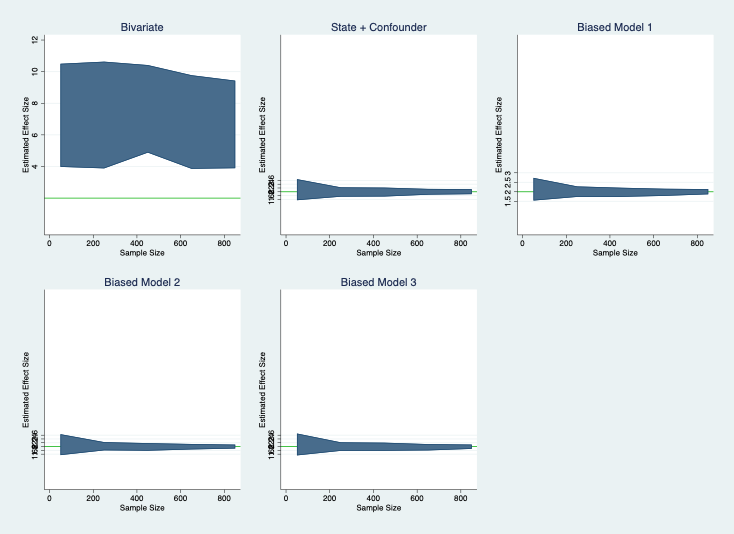 Bivariate
State + Confounder
Biased Model 1
Estimated Effect Size
12
10
8
6
4
0 200 400 600 800
Sample Size
Estimated Effect Size
0 200 400 600 800
Sample Size
Estimated Effect Size
3
2.5
2
1.5
0 200 400 600 800
Sample Size
Biased Model 2
Biased Model 3
Estimated Effect Size
0 200 400 600 800
Sample Size
Estimated Effect Size
0 200 400 600 800
Sample Size